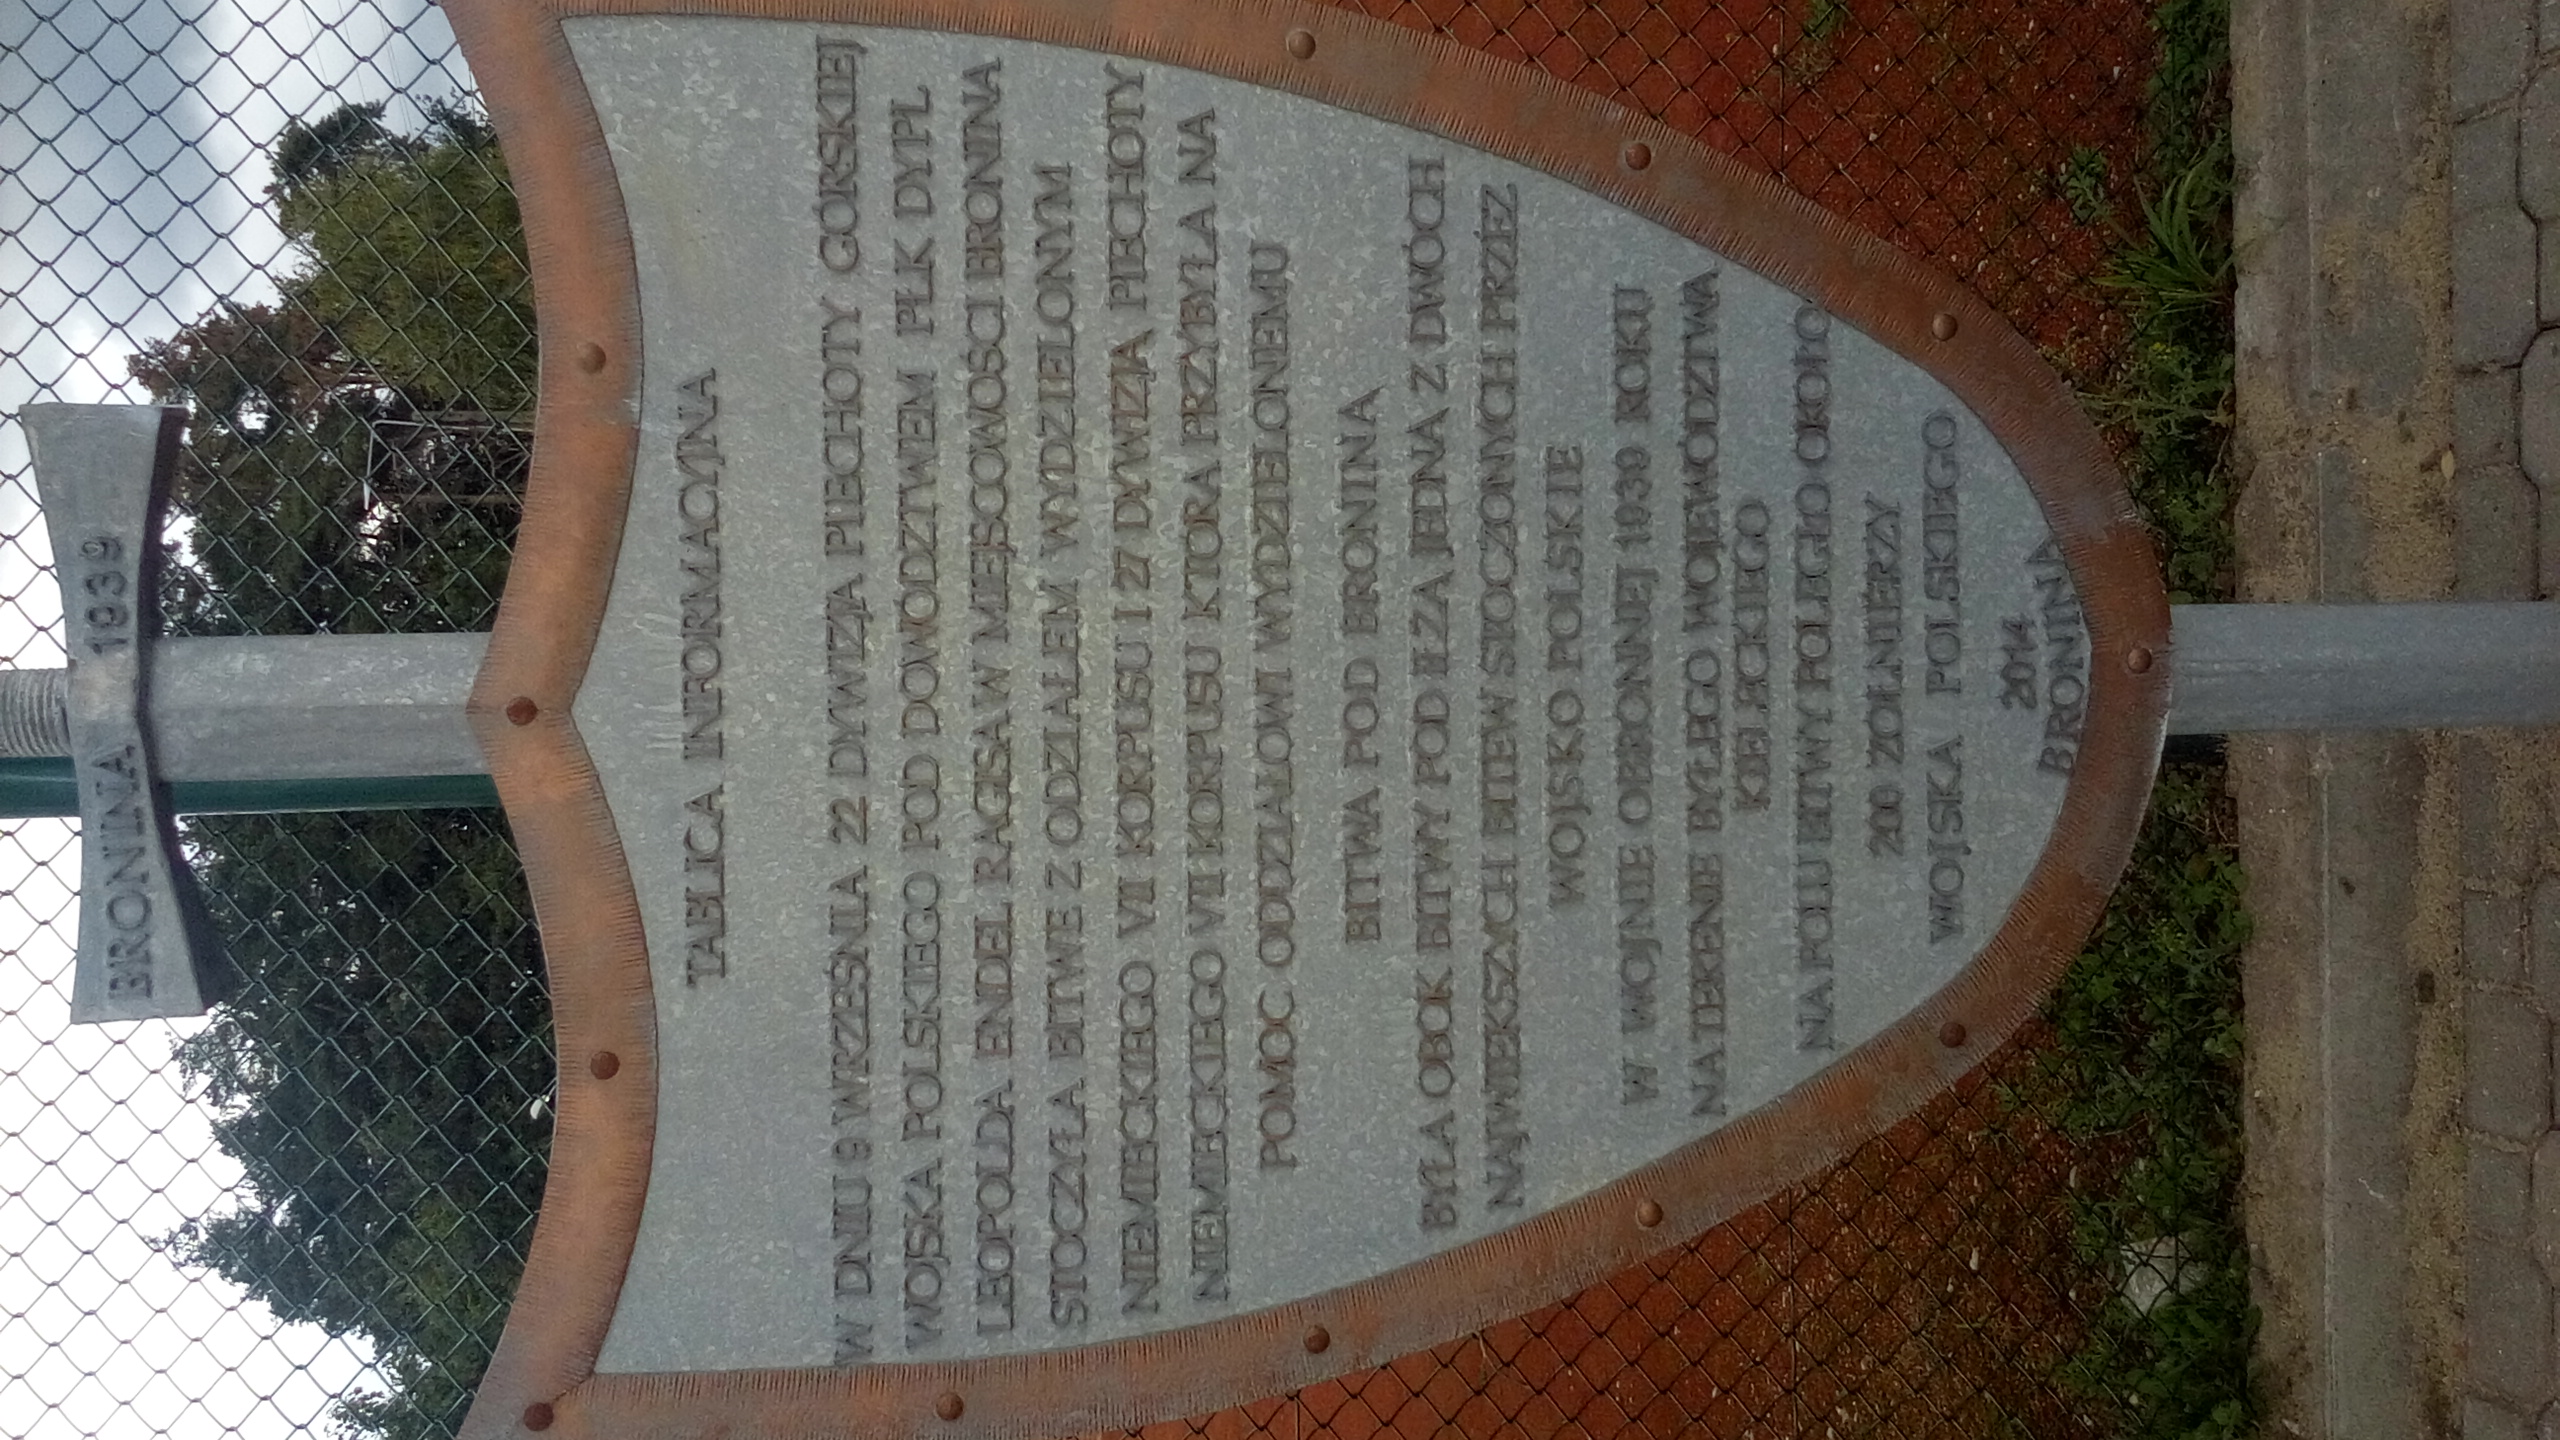 BRONINA 1939
TABLICA INFORMACYJNA
W DNIU 9 WRZEŚNIA 22 DYWIZJA PIECHOTY GÓRSKIEJ
WOJSKA POLSKIEGO POD DOWÓDZTWEM PŁK DYPL
LEOPOLDA ENDEL RAGISA W MIEJSCOWOŚCI BRONINA
STOCZYŁA BITWE Z ODZIAŁEM WYDZIELONYM
NIEMIECKIEGO VII KORPUSU I 27 DYWIZJĄ PIECHOTY
NIEMIECKIEGO VII KORPUSU KTÓRA PRZYBYŁA NA
POMOC ODDZIAŁOWI WYDZIELONEMU
BITWA POD BRONINĄ
BYŁA OBOK BITWY POD IŁŻĄ JEDNĄ Z DWÓCH
NAJWIĘKSZYCH BITEW STOCZONYCH PRZEZ
WOJSKO POLSKIE
W WOJNIE OBRONNEJ 1939 ROKU
NA TERENIE BYŁEGO WOJEWÓDZTWA
KIELECKIEGO
NA POLU BITWY POLEGŁO OKOŁO
200 ŻOŁNIERZY
WOJSKA POLSKIEGO
2014
BRONINA